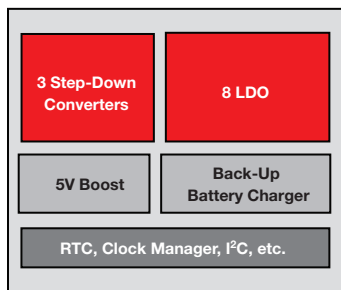 3 Step-Down
Converters
8 LDO
5V Boost
Back-Up
Battery Charger
RTC, Clock Manager, I²C, etc.